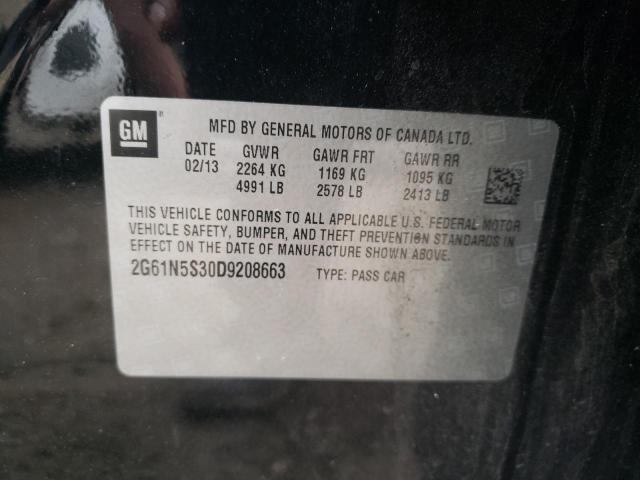 GM
®
MFD BY GENERAL MOTORS OF CANADA LTD.
DATE GVWR GAWR FRT GAWR RR
02/13 2264 KG 1169 KG 1095 KG
4991 LB 2578 LB 2413 LB
THIS VEHICLE CONFORMS TO ALL APPLICABLE U.S. FEDERAL MOTOR
VEHICLE SAFETY, BUMPER, AND THEFT PREVENTION STANDARDS IN
EFFECT ON THE DATE OF MANUFACTURE SHOWN ABOVE.
2G61N5S30D9208663 TYPE: PASS CAR